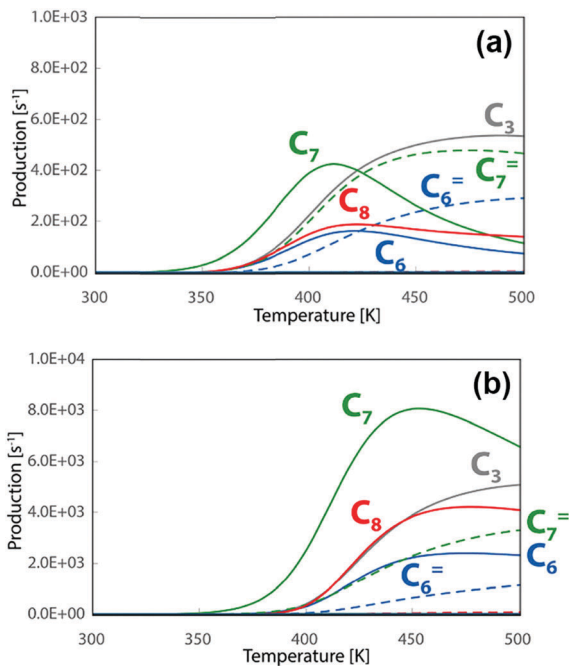 (a)
1.0E+03
8.0E+02
6.0E+02
4.0E+02
2.0E+02
0.0E+00
Production [s⁻¹]
C₇
C₃
C₇⁼
C₆⁼
C₈
C₆
300 350 400 450 500
Temperature [K]
(b)
1.0E+04
8.0E+03
6.0E+03
4.0E+03
2.0E+03
0.0E+00
Production [s⁻¹]
C₇
C₃
C₈
C₇⁼
C₆
C₆⁼
300 350 400 450 500
Temperature [K]